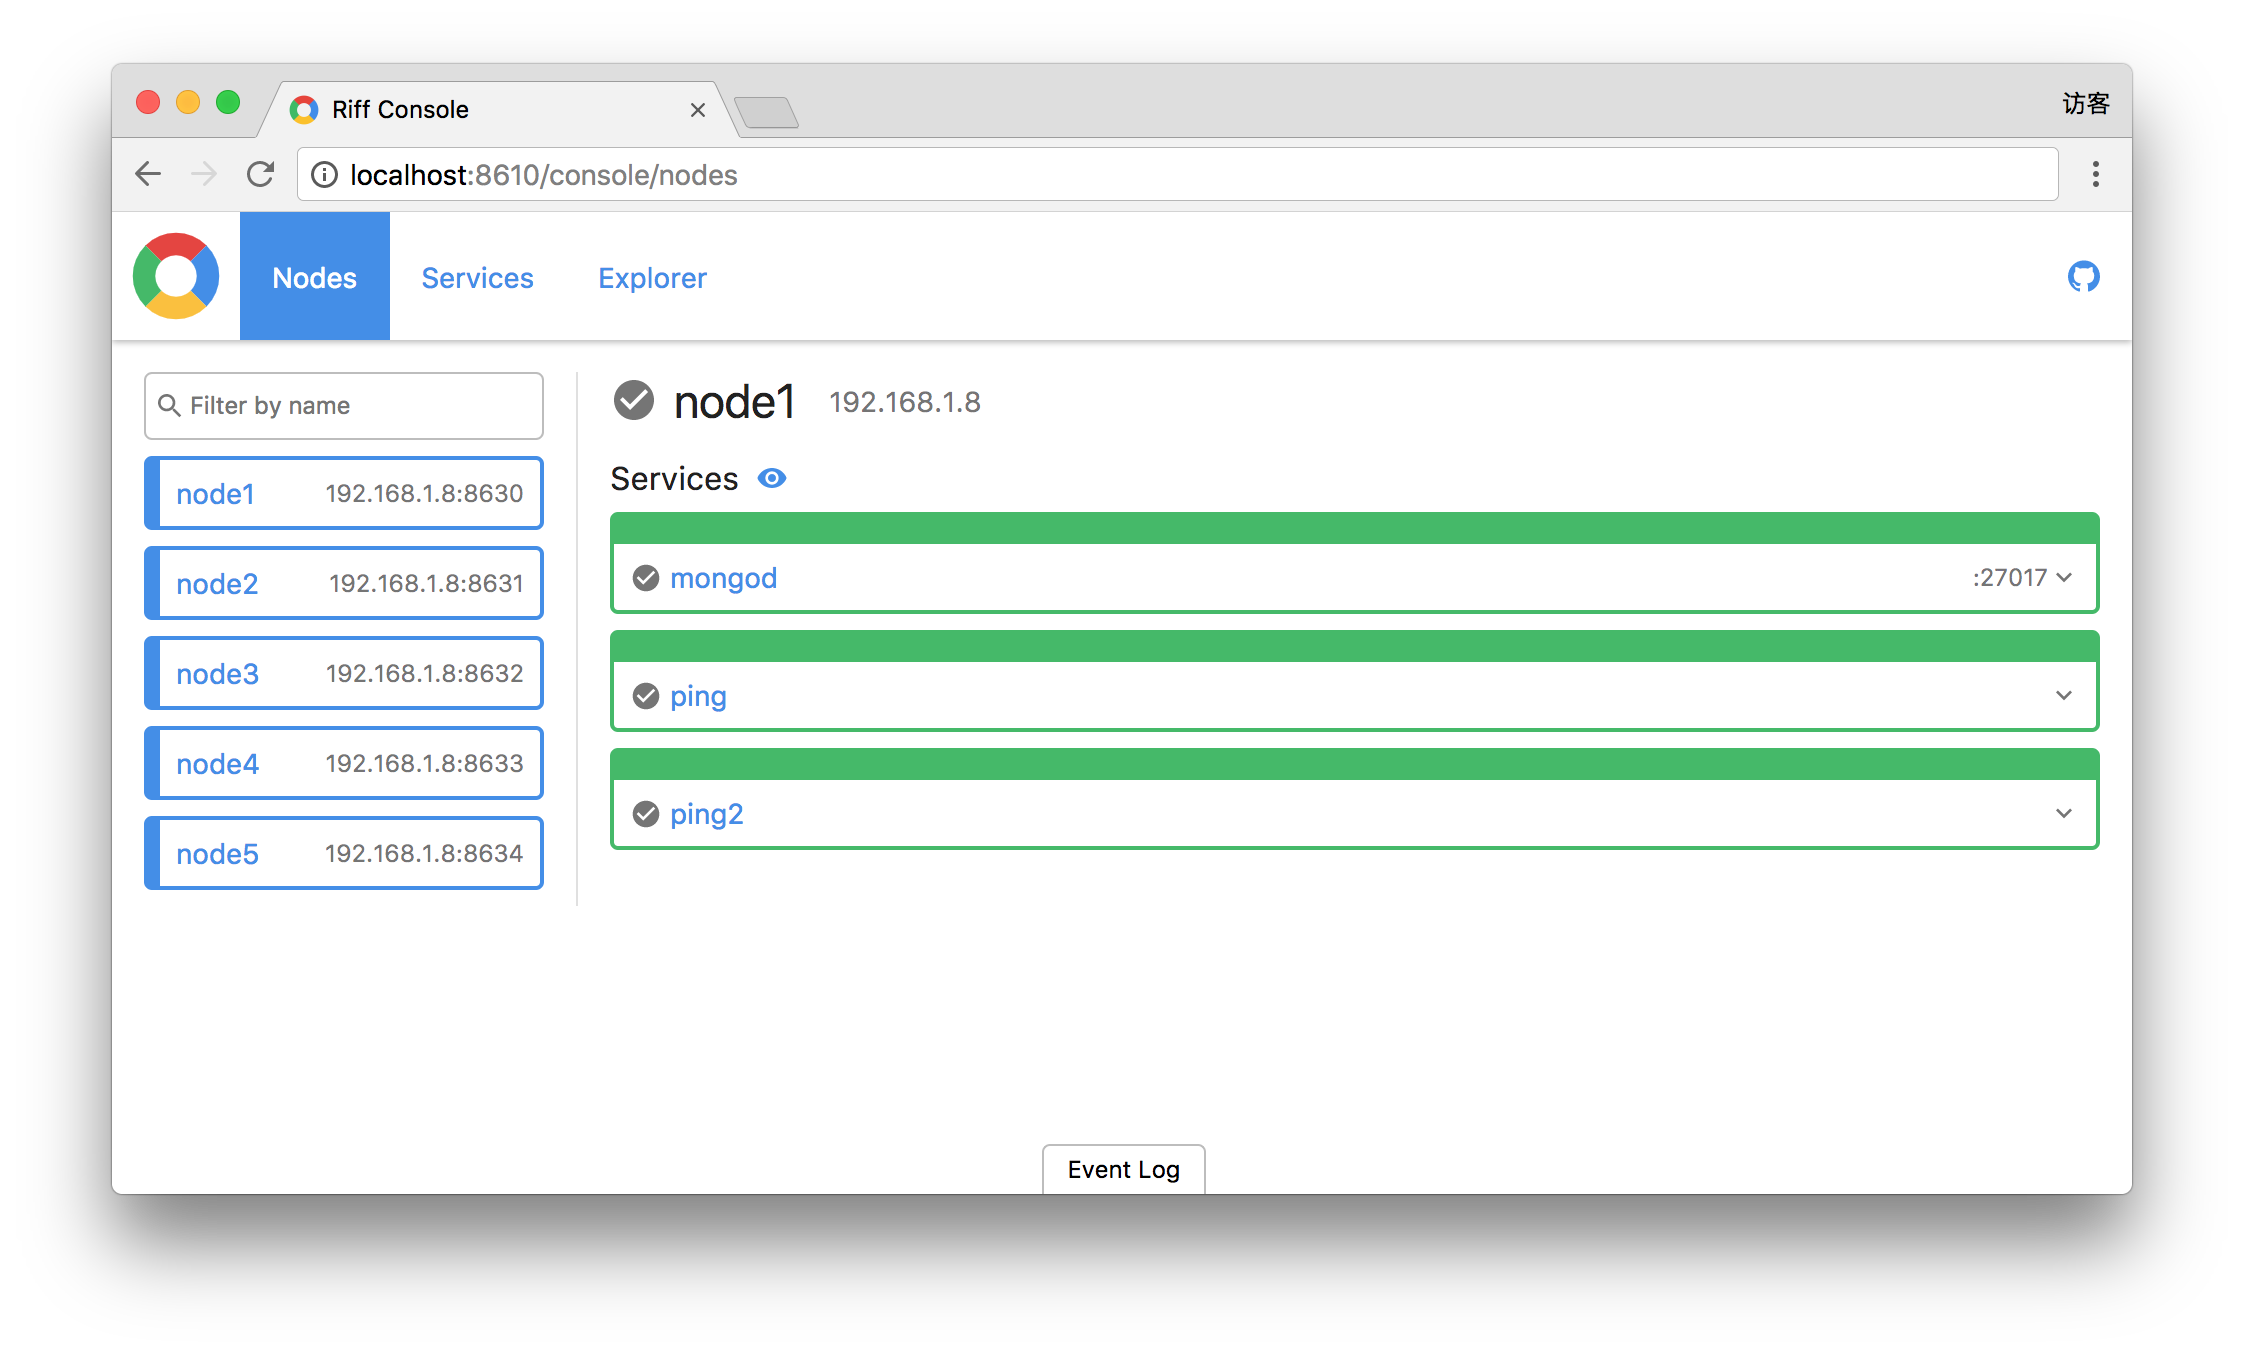 Riff Console
访客
localhost:8610/console/nodes
Nodes Services Explorer
Filter by name
node1 192.168.1.8:8630
node2 192.168.1.8:8631
node3 192.168.1.8:8632
node4 192.168.1.8:8633
node5 192.168.1.8:8634
node1 192.168.1.8
Services
mongod :27017
ping
ping2
Event Log